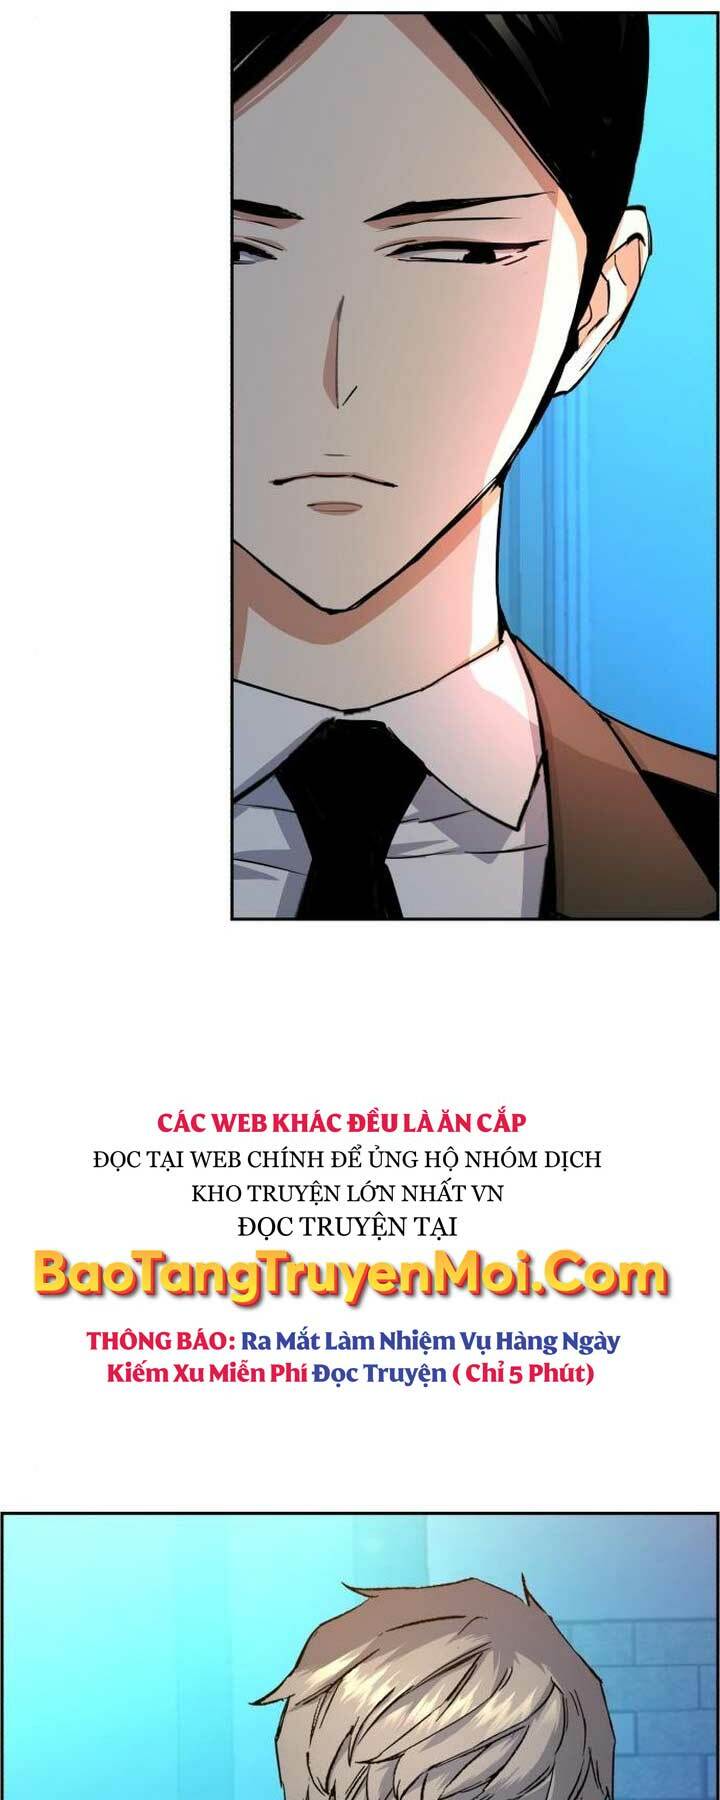 CÁC WEB KHÁC ĐỀU LÀ ĂN CẮP
ĐỌC TẠI WEB CHÍNH ĐỂ ỦNG HỘ NHÓM DỊCH
KHO TRUYỆN LỚN NHẤT VN
ĐỌC TRUYỆN TẠI
BaoTangTruyenMoi.Com
THÔNG BÁO: Ra Mắt Làm Nhiệm Vụ Hàng Ngày
Kiếm Xu Miễn Phí Đọc Truyện ( Chỉ 5 Phút)